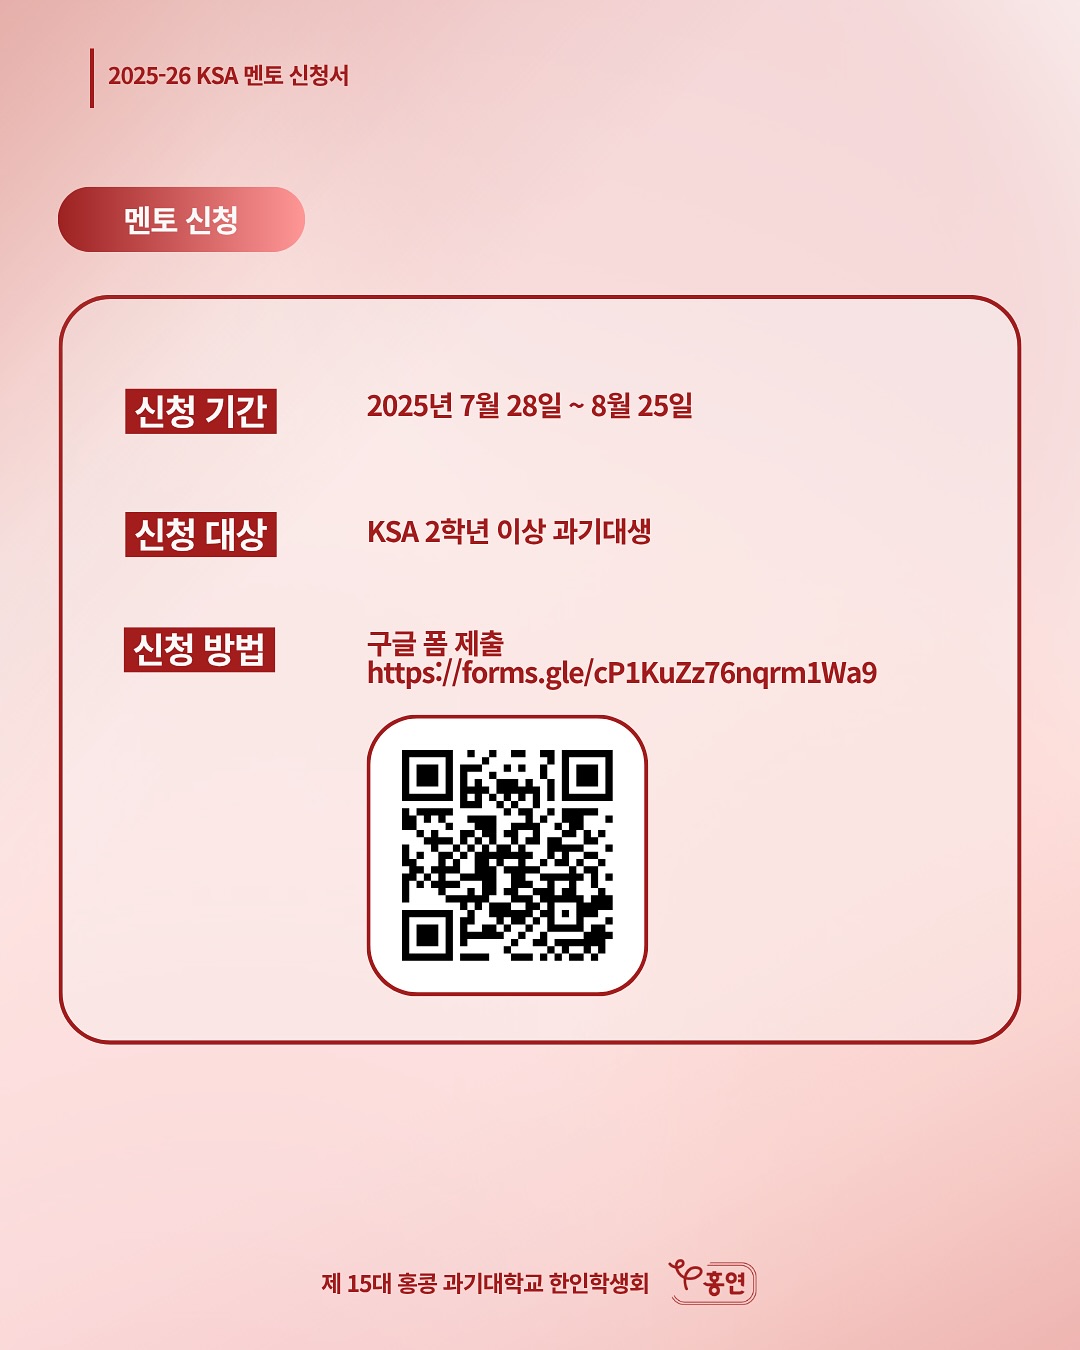 2025-26 KSA 멘토 신청서
멘토 신청
신청 기간
2025년 7월 28일 ~ 8월 25일
신청 대상
KSA 2학년 이상 과기대생
신청 방법
구글 폼 제출
https://forms.gle/cP1KuZz76nqrm1Wa9
제 15대 홍콩 과기대학교 한인학생회
홍연